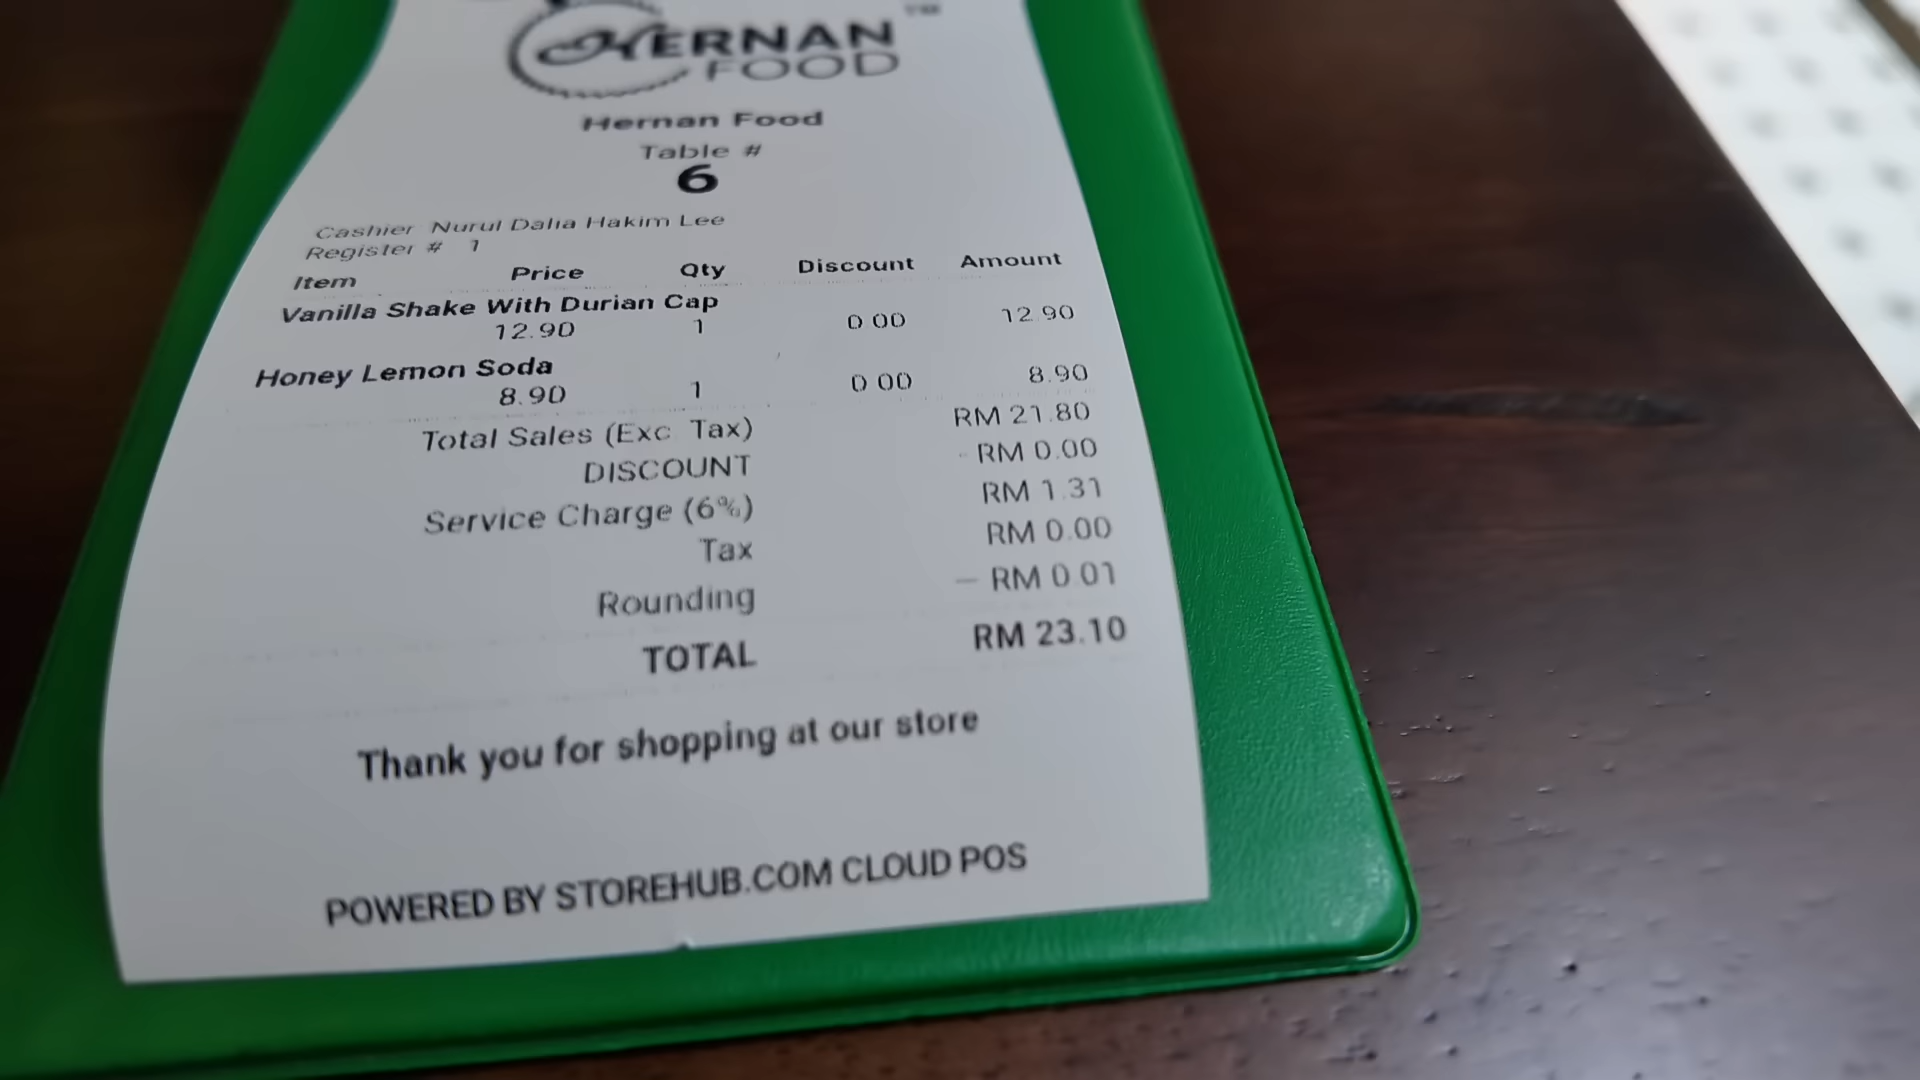 HERNAN™
FOOD
Hernan Food
Table #
6
Cashier Nurul Dalia Hakim Lee
Register # 1
Item Price Qty Discount Amount
Vanilla Shake With Durian Cap
12.90 1 0.00 12.90
Honey Lemon Soda
8.90 1 0.00 8.90
Total Sales (Exc Tax) RM 21.80
DISCOUNT - RM 0.00
Service Charge (6%) RM 1.31
Tax RM 0.00
Rounding - RM 0.01
TOTAL RM 23.10
Thank you for shopping at our store
POWERED BY STOREHUB.COM CLOUD POS